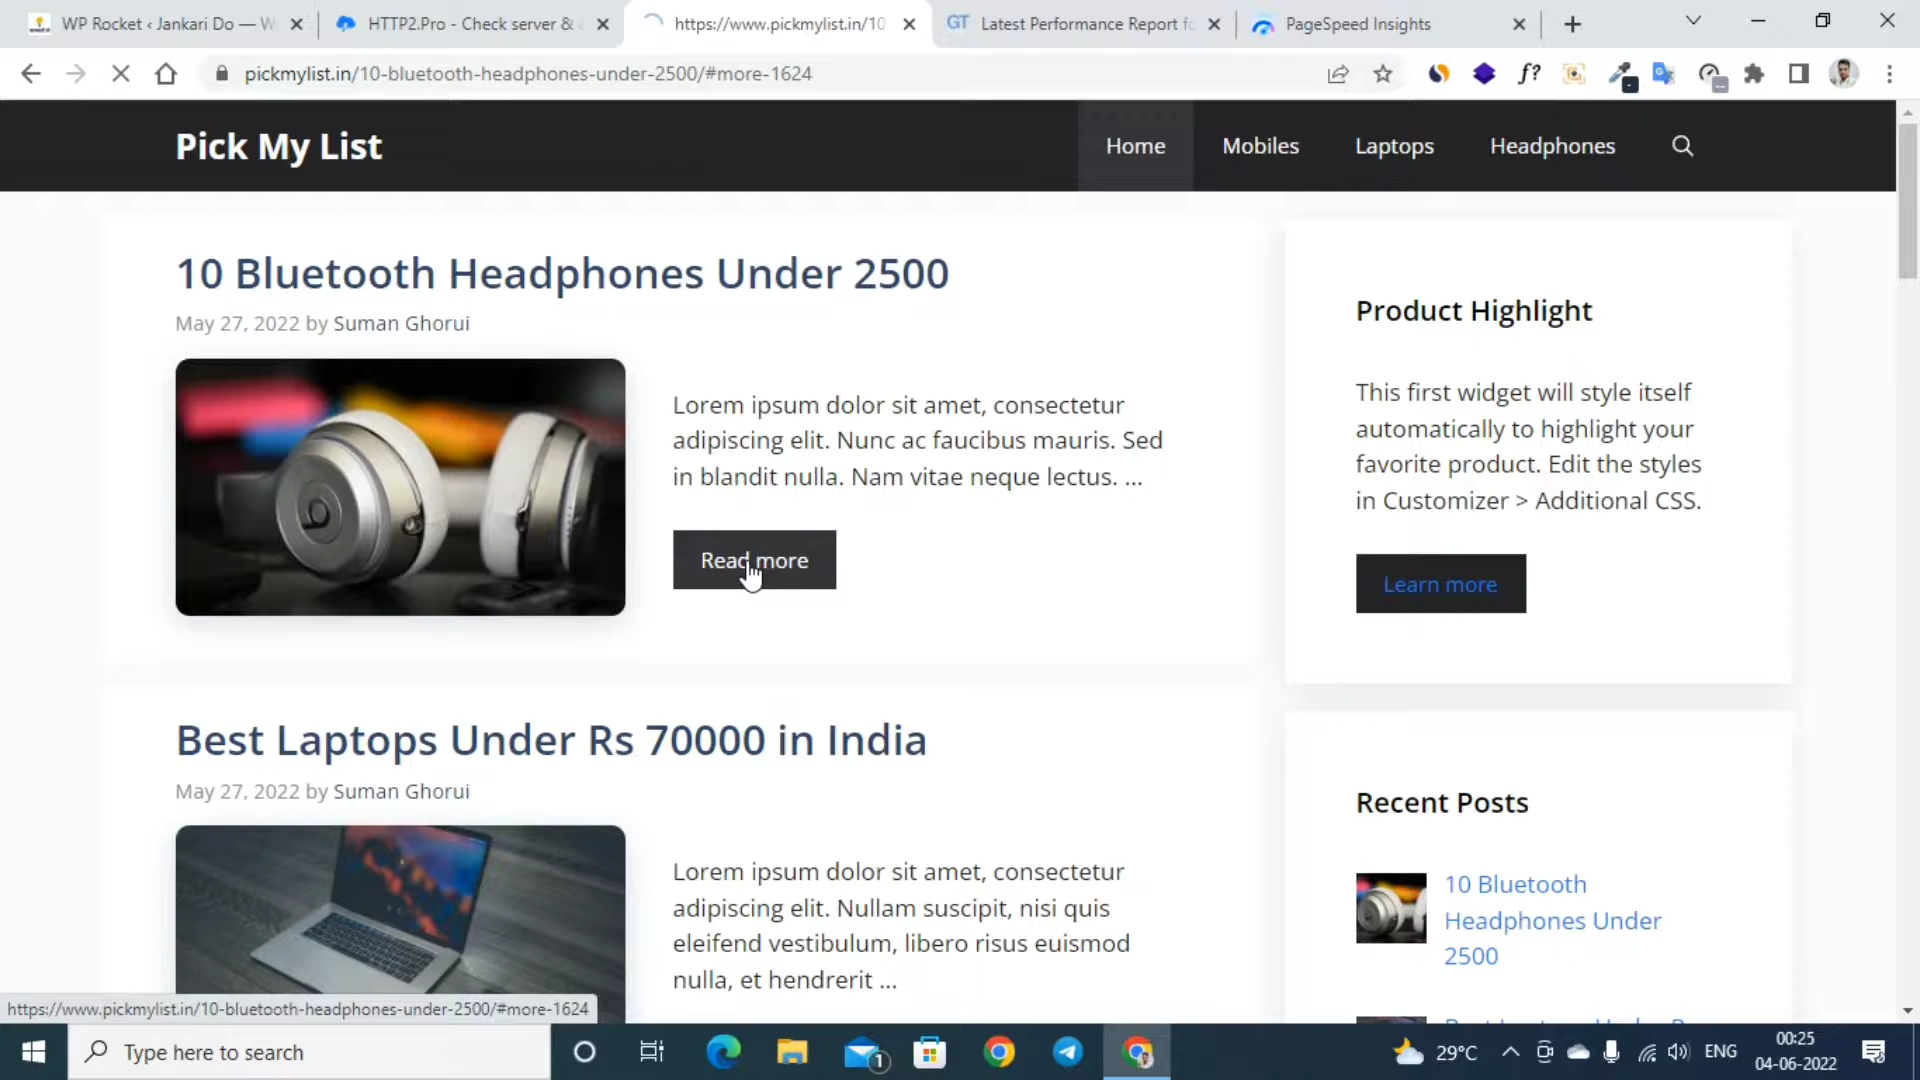 WP Rocket ‹ Jankari Do — W
HTTP2.Pro - Check server &
https://www.pickmylist.in/10
GT Latest Performance Report fo
PageSpeed Insights
pickmylist.in/10-bluetooth-headphones-under-2500/#more-1624
f?
Pick My List
Home
Mobiles
Laptops
Headphones
10 Bluetooth Headphones Under 2500
May 27, 2022 by Suman Ghorui
Lorem ipsum dolor sit amet, consectetur
adipiscing elit. Nunc ac faucibus mauris. Sed
in blandit nulla. Nam vitae neque lectus. ...
Read more
Product Highlight
This first widget will style itself
automatically to highlight your
favorite product. Edit the styles
in Customizer > Additional CSS.
Learn more
Best Laptops Under Rs 70000 in India
May 27, 2022 by Suman Ghorui
Lorem ipsum dolor sit amet, consectetur
adipiscing elit. Nullam suscipit, nisi quis
eleifend vestibulum, libero risus euismod
nulla, et hendrerit ...
Recent Posts
10 Bluetooth
Headphones Under
2500
https://www.pickmylist.in/10-bluetooth-headphones-under-2500/#more-1624
Type here to search
1
29°C
ENG
00:25
04-06-2022